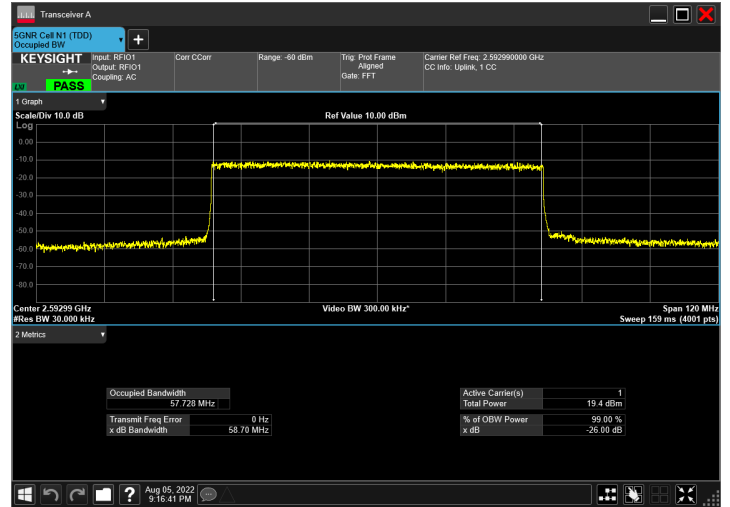 Transceiver A
5GNR Cell N1 (TDD)
Occupied BW
KEYSIGHT
Input: RFIO1
Output: RFIO1
Coupling: AC
Corr CCorr
Range: -60 dBm
Trig: Prot Frame
Aligned
Gate: FFT
Carrier Ref Freq: 2.592990000 GHz
CC Info: Uplink, 1 CC
LXI
PASS
1 Graph
Scale/Div 10.0 dB
Ref Value 10.00 dBm
Log
0.00
-10.0
-20.0
-30.0
-40.0
-50.0
-60.0
-70.0
-80.0
Center 2.59299 GHz
Video BW 300.00 kHz*
Span 120 MHz
#Res BW 30.000 kHz
Sweep 159 ms (4001 pts)
2 Metrics
Occupied Bandwidth
57.728 MHz
Active Carrier(s) 1
Total Power 19.4 dBm
Transmit Freq Error 0 Hz
x dB Bandwidth 58.70 MHz
% of OBW Power 99.00 %
x dB -26.00 dB
Aug 05, 2022
9:16:41 PM